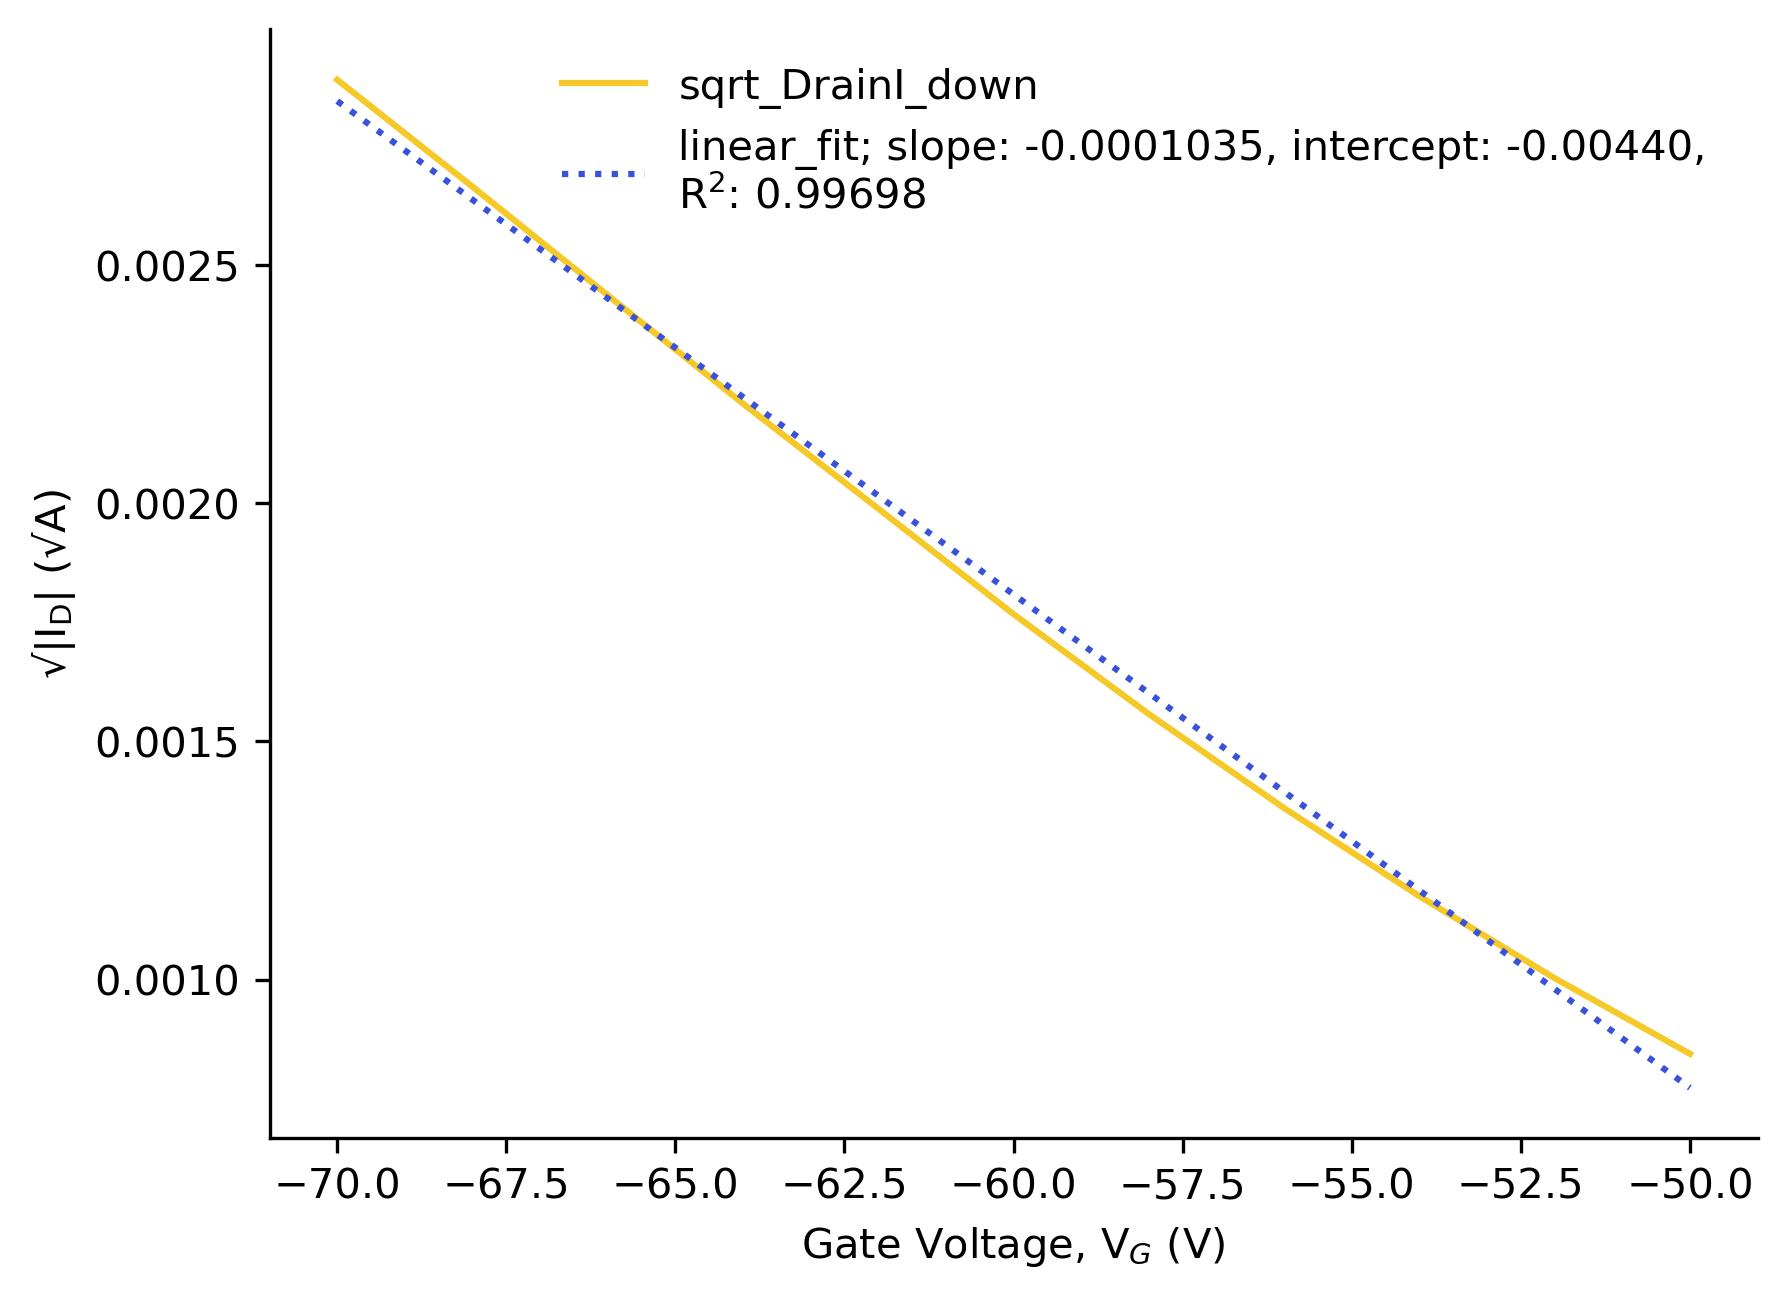 sqrt_DrainI_down
linear_fit; slope: -0.0001035, intercept: -0.00440,
R²: 0.99698
0.0025
0.0020
0.0015
0.0010
√|I_D| (√A)
−70.0 −67.5 −65.0 −62.5 −60.0 −57.5 −55.0 −52.5 −50.0
Gate Voltage, V_G (V)